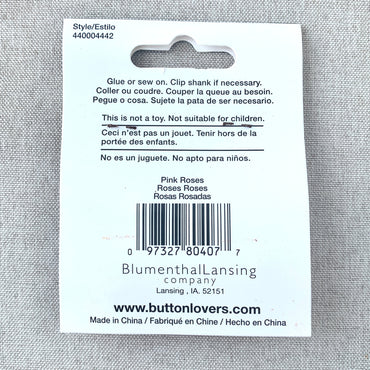 Style/Estilo
440004442
Glue or sew on. Clip shank if necessary.
Coller ou coudre. Couper la queue au besoin.
Pegue o cosa. Sujete la pata de ser necesario.
This is not a toy. Not suitable for children.
Ceci n'est pas un jouet. Tenir hors de la
portée des enfants.
No es un juguete. No apto para niños.
Pink Roses
Roses Roses
Rosas Rosadas
0 97327 80407 7
BlumenthalLansing
company
Lansing, IA. 52151
www.buttonlovers.com
Made in China / Fabriqué en Chine / Hecho en China